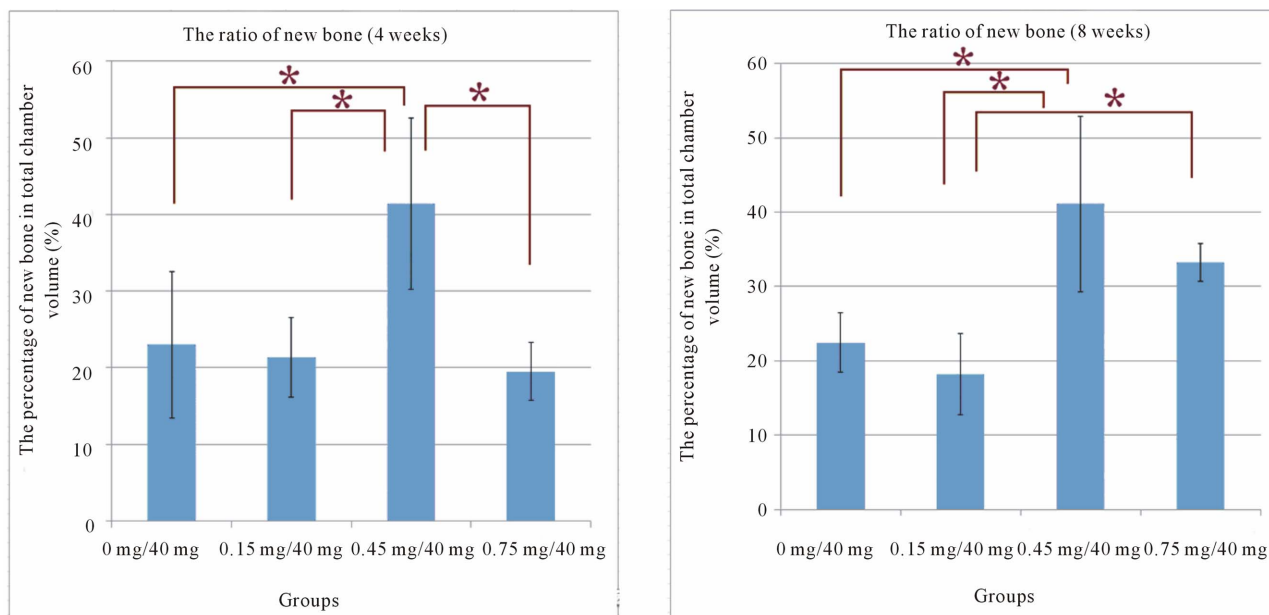 The ratio of new bone (4 weeks)
The percentage of new bone in total chamber
volume (%)
60
50
40
30
20
10
0
0 mg/40 mg 0.15 mg/40 mg 0.45 mg/40 mg 0.75 mg/40 mg
Groups
*
*
*
The ratio of new bone (8 weeks)
The percentage of new bone in total chamber
volume (%)
60
50
40
30
20
10
0
0 mg/40 mg 0.15 mg/40 mg 0.45 mg/40 mg 0.75 mg/40 mg
Groups
*
*
*